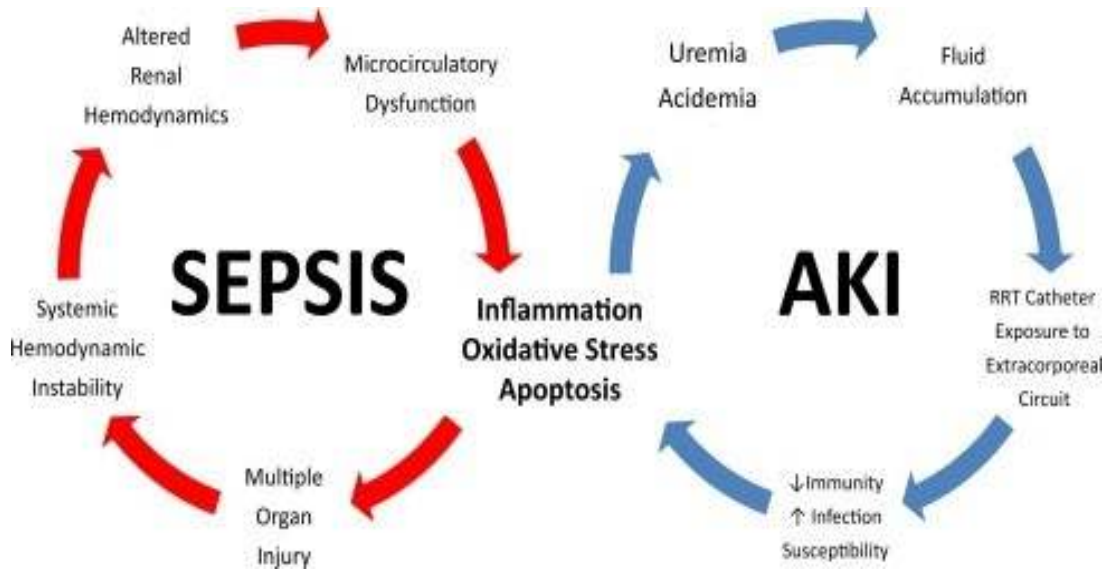 Altered
Renal
Hemodynamics
Microcirculatory
Dysfunction
Uremia
Acidemia
Fluid
Accumulation
SEPSIS
AKI
Systemic
Hemodynamic
Instability
Inflammation
Oxidative Stress
Apoptosis
RRT Catheter
Exposure to
Extracorporeal
Circuit
Multiple
Organ
Injury
↓Immunity
↑ Infection
Susceptibility